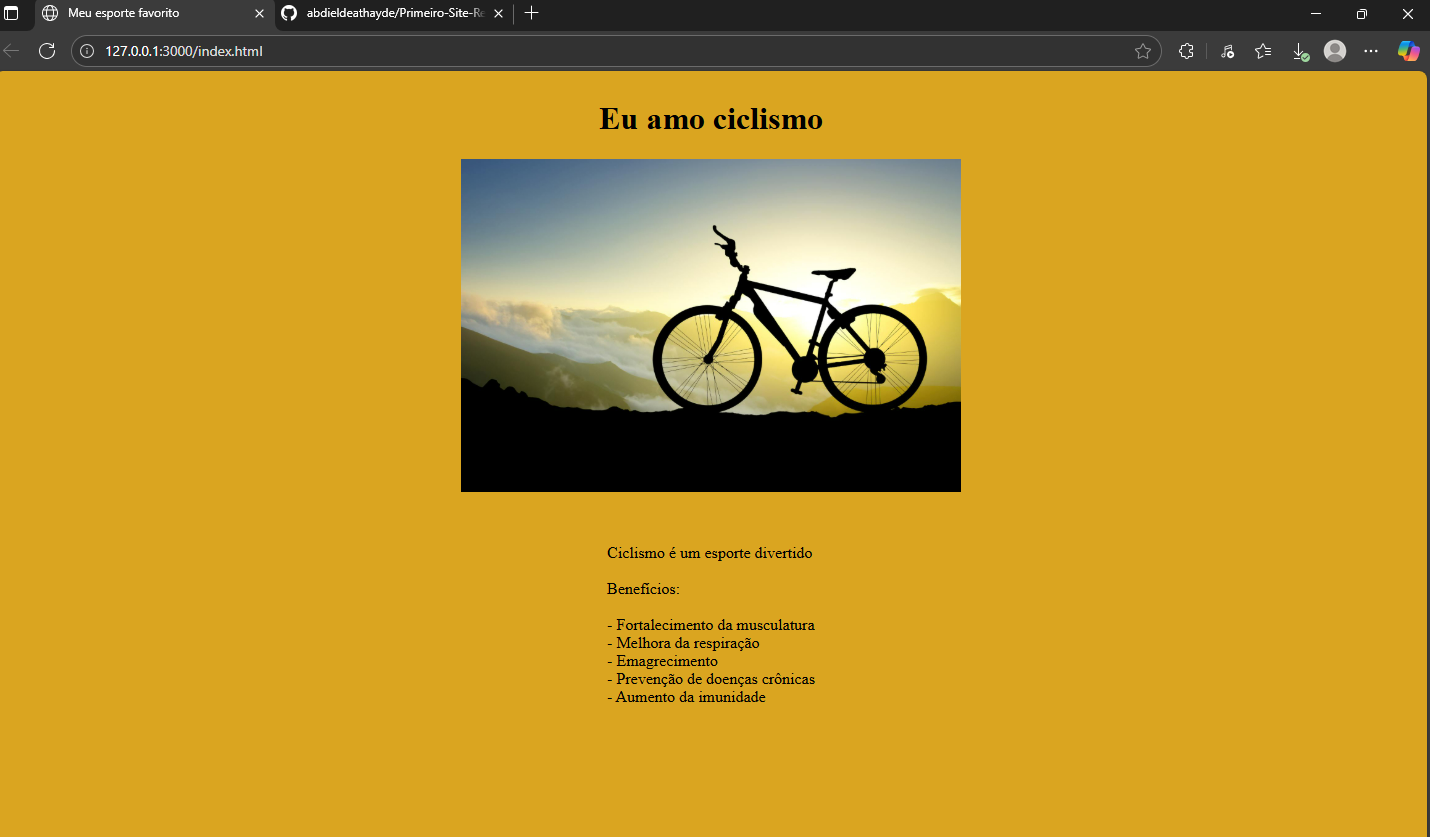 Meu esporte favorito
abdieldeathayde/Primeiro-Site-Re
127.0.0.1:3000/index.html
Eu amo ciclismo
Ciclismo é um esporte divertido
Benefícios:
- Fortalecimento da musculatura
- Melhora da respiração
- Emagrecimento
- Prevenção de doenças crônicas
- Aumento da imunidade